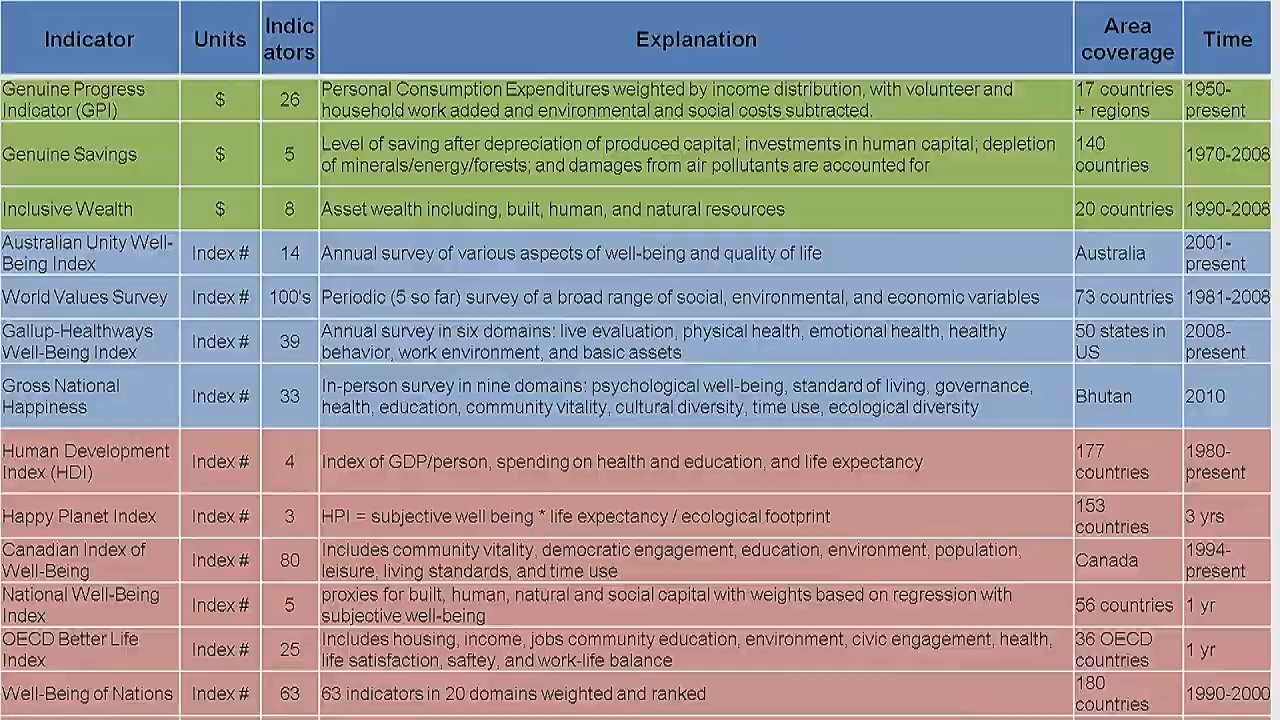 Indicator Units Indic ators Explanation Area coverage Time
Genuine Progress Indicator (GPI) $ 26 Personal Consumption Expenditures weighted by income distribution, with volunteer and household work added and environmental and social costs subtracted. 17 countries + regions 1950-present
Genuine Savings $ 5 Level of saving after depreciation of produced capital; investments in human capital; depletion of minerals/energy/forests; and damages from air pollutants are accounted for 140 countries 1970-2008
Inclusive Wealth $ 8 Asset wealth including, built, human, and natural resources 20 countries 1990-2008
Australian Unity Well-Being Index Index # 14 Annual survey of various aspects of well-being and quality of life Australia 2001-present
World Values Survey Index # 100's Periodic (5 so far) survey of a broad range of social, environmental, and economic variables 73 countries 1981-2008
Gallup-Healthways Well-Being Index Index # 39 Annual survey in six domains: live evaluation, physical health, emotional health, healthy behavior, work environment, and basic assets 50 states in US 2008-present
Gross National Happiness Index # 33 In-person survey in nine domains: psychological well-being, standard of living, governance, health, education, community vitality, cultural diversity, time use, ecological diversity Bhutan 2010
Human Development Index (HDI) Index # 4 Index of GDP/person, spending on health and education, and life expectancy 177 countries 1980-present
Happy Planet Index Index # 3 HPI = subjective well being * life expectancy / ecological footprint 153 countries 3 yrs
Canadian Index of Well-Being Index # 80 Includes community vitality, democratic engagement, education, environment, population, leisure, living standards, and time use Canada 1994-present
National Well-Being Index Index # 5 proxies for built, human, natural and social capital with weights based on regression with subjective well-being 56 countries 1 yr
OECD Better Life Index Index # 25 Includes housing, income, jobs community education, environment, civic engagement, health, life satisfaction, saftey, and work-life balance 36 OECD countries 1 yr
Well-Being of Nations Index # 63 63 indicators in 20 domains weighted and ranked 180 countries 1990-2000